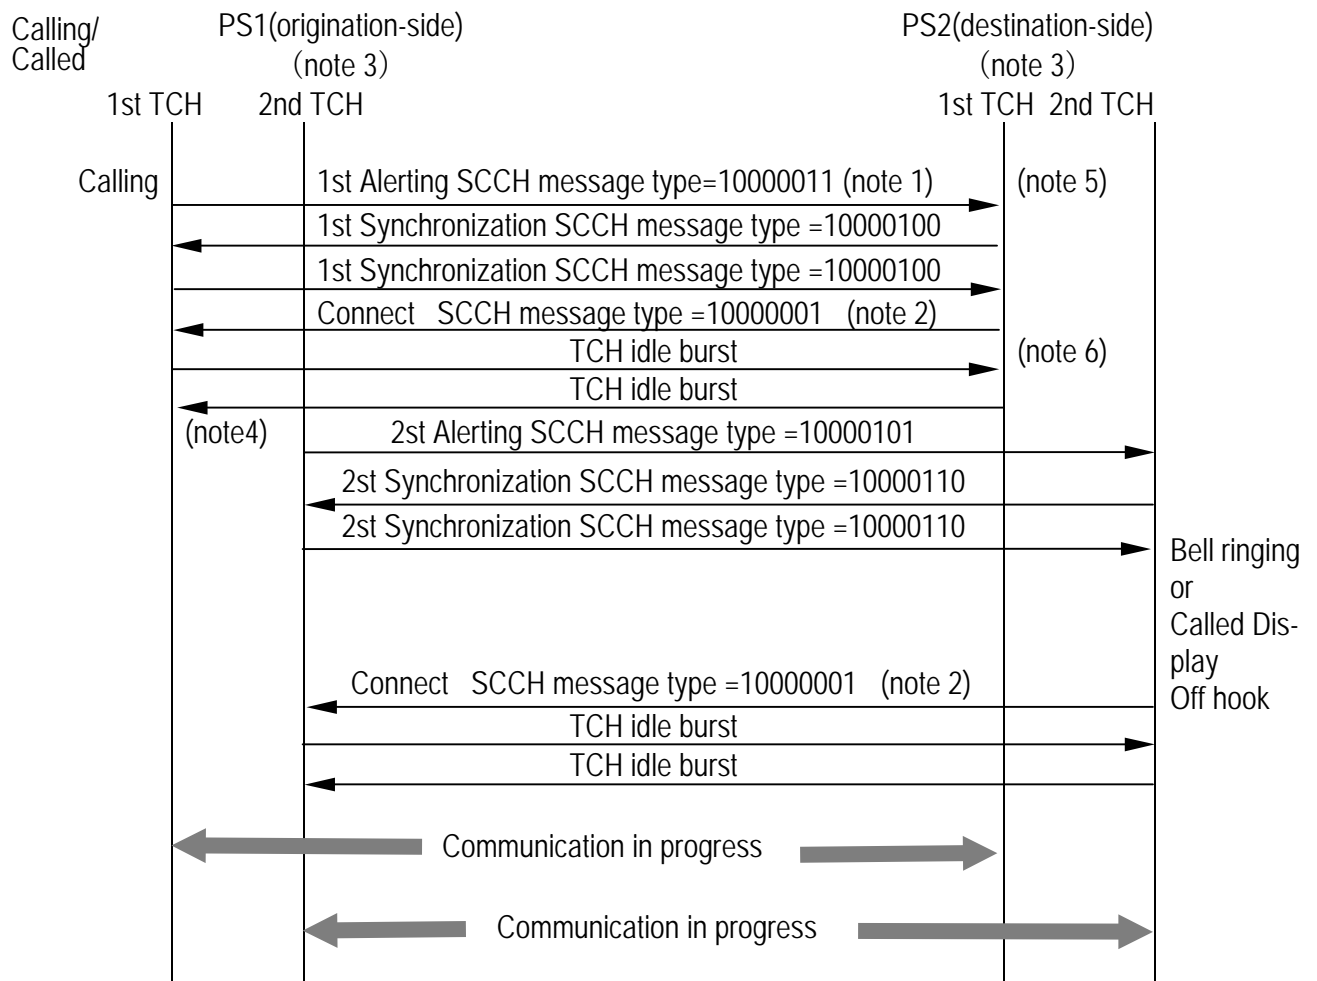 Calling/
Called
PS1(origination-side)
(note 3)
PS2(destination-side)
(note 3)
1st TCH
2nd TCH
1st TCH
2nd TCH
Calling
1st Alerting SCCH message type=10000011 (note 1)
(note 5)
1st Synchronization SCCH message type =10000100
1st Synchronization SCCH message type =10000100
Connect SCCH message type =10000001 (note 2)
TCH idle burst
(note 6)
TCH idle burst
(note4)
2st Alerting SCCH message type =10000101
2st Synchronization SCCH message type =10000110
2st Synchronization SCCH message type =10000110
Bell ringing
or
Called Dis-
play
Off hook
Connect SCCH message type =10000001 (note 2)
TCH idle burst
TCH idle burst
Communication in progress
Communication in progress